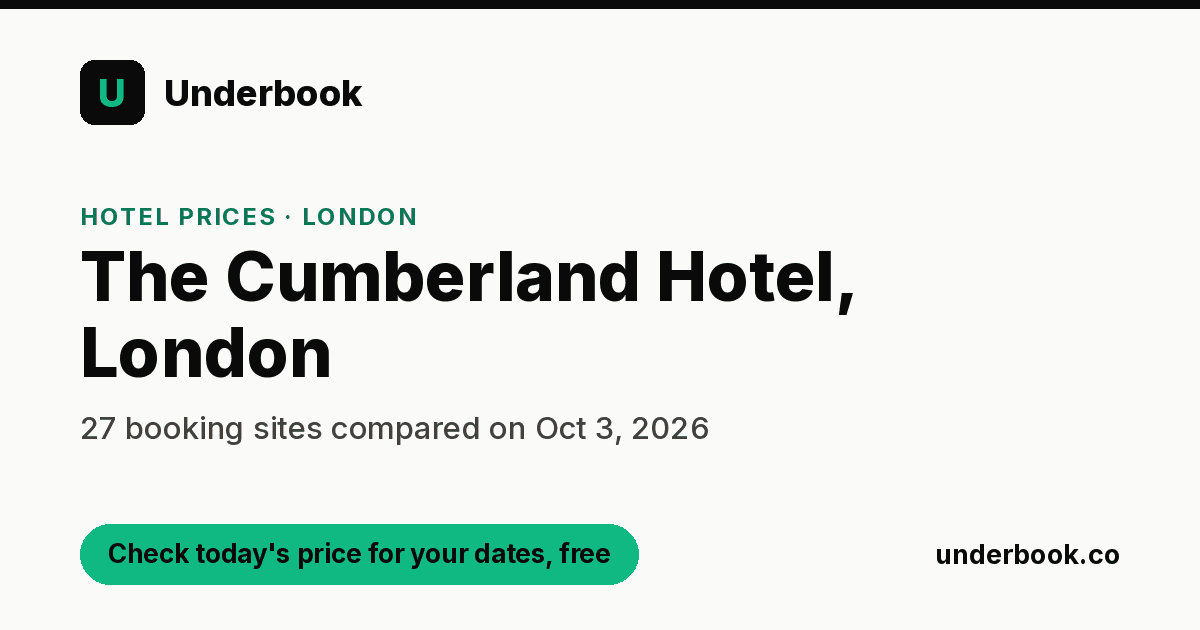 U Underbook
HOTEL PRICES · LONDON
The Cumberland Hotel,
London
27 booking sites compared on Oct 3, 2026
Check today's price for your dates, free
underbook.co